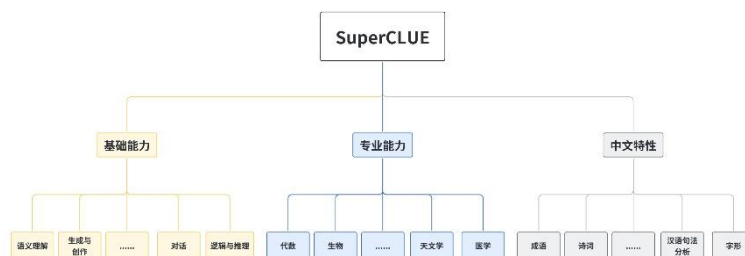 SuperCLUE
基础能力
专业能力
中文特性
语义理解
生成与
创作
......
对话
逻辑与推理
代数
生物
......
天文学
医学
成语
诗词
......
汉语句法
分析
字形